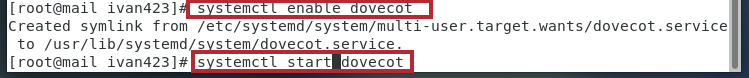 [root@mail ivan423]# systemctl enable dovecot
Created symlink from /etc/systemd/system/multi-user.target.wants/dovecot.service
to /usr/lib/systemd/system/dovecot.service.
[root@mail ivan423]# systemctl start dovecot